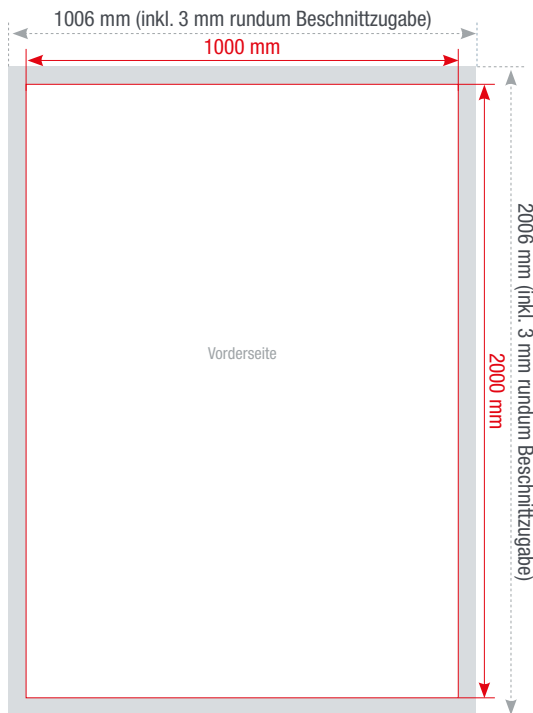 1006 mm (inkl. 3 mm rundum Beschnittzugabe)
1000 mm
Vorderseite
2000 mm
2006 mm (inkl. 3 mm rundum Beschnittzugabe)